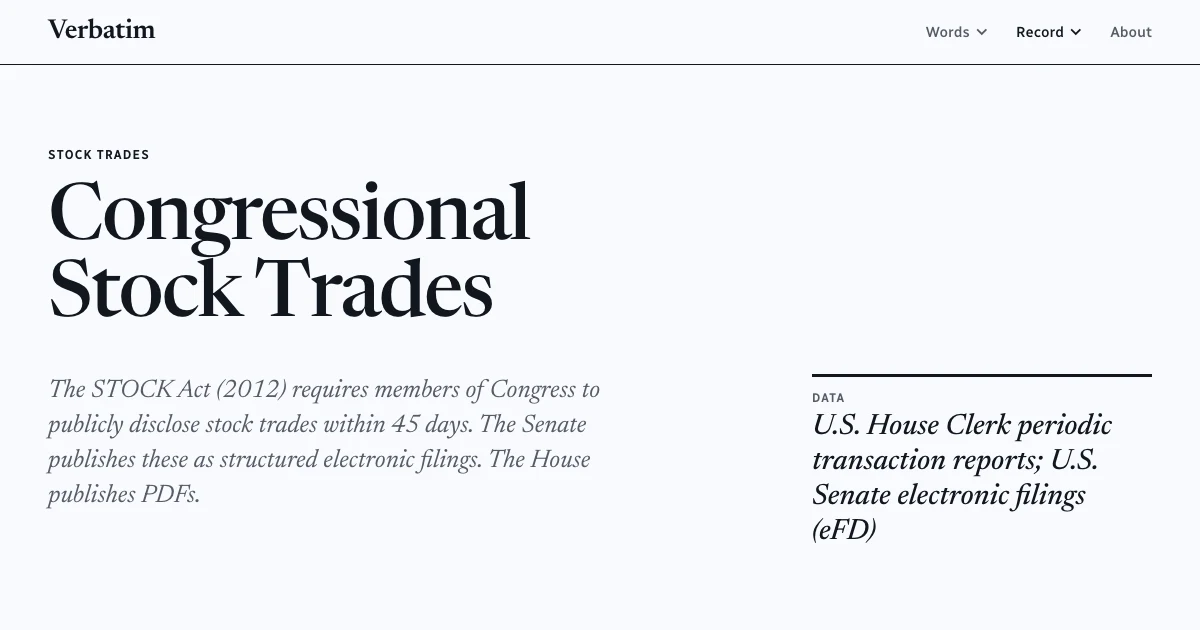 Verbatim
Words
Record
About
STOCK TRADES
Congressional
Stock Trades
The STOCK Act (2012) requires members of Congress to
publicly disclose stock trades within 45 days. The Senate
publishes these as structured electronic filings. The House
publishes PDFs.
DATA
U.S. House Clerk periodic
transaction reports; U.S.
Senate electronic filings
(eFD)